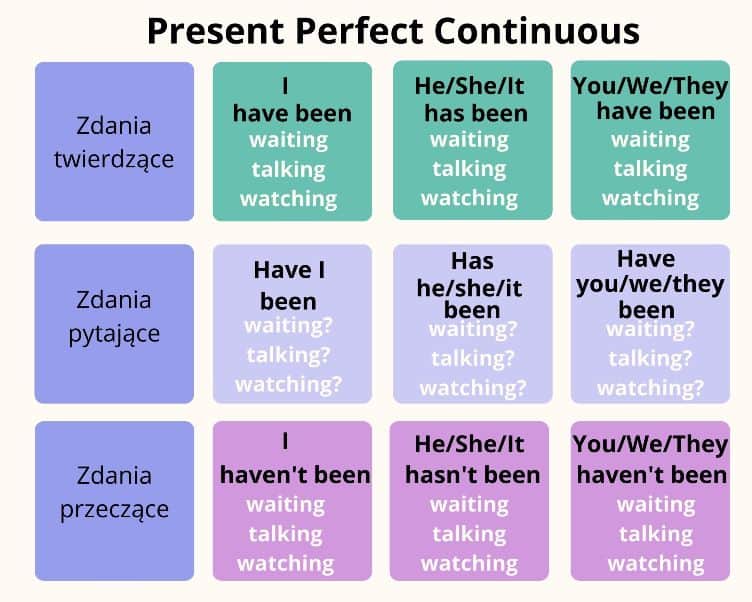 Present Perfect Continuous
Zdania
twierdzące
I
have been
waiting
talking
watching
He/She/It
has been
waiting
talking
watching
You/We/They
have been
waiting
talking
watching
Zdania
pytające
Have I
been
waiting?
talking?
watching?
Has
he/she/it
been
waiting?
talking?
watching?
Have
you/we/they
been
waiting?
talking?
watching?
Zdania
przeczące
I
haven't been
waiting
talking
watching
He/She/It
hasn't been
waiting
talking
watching
You/We/They
haven't been
waiting
talking
watching